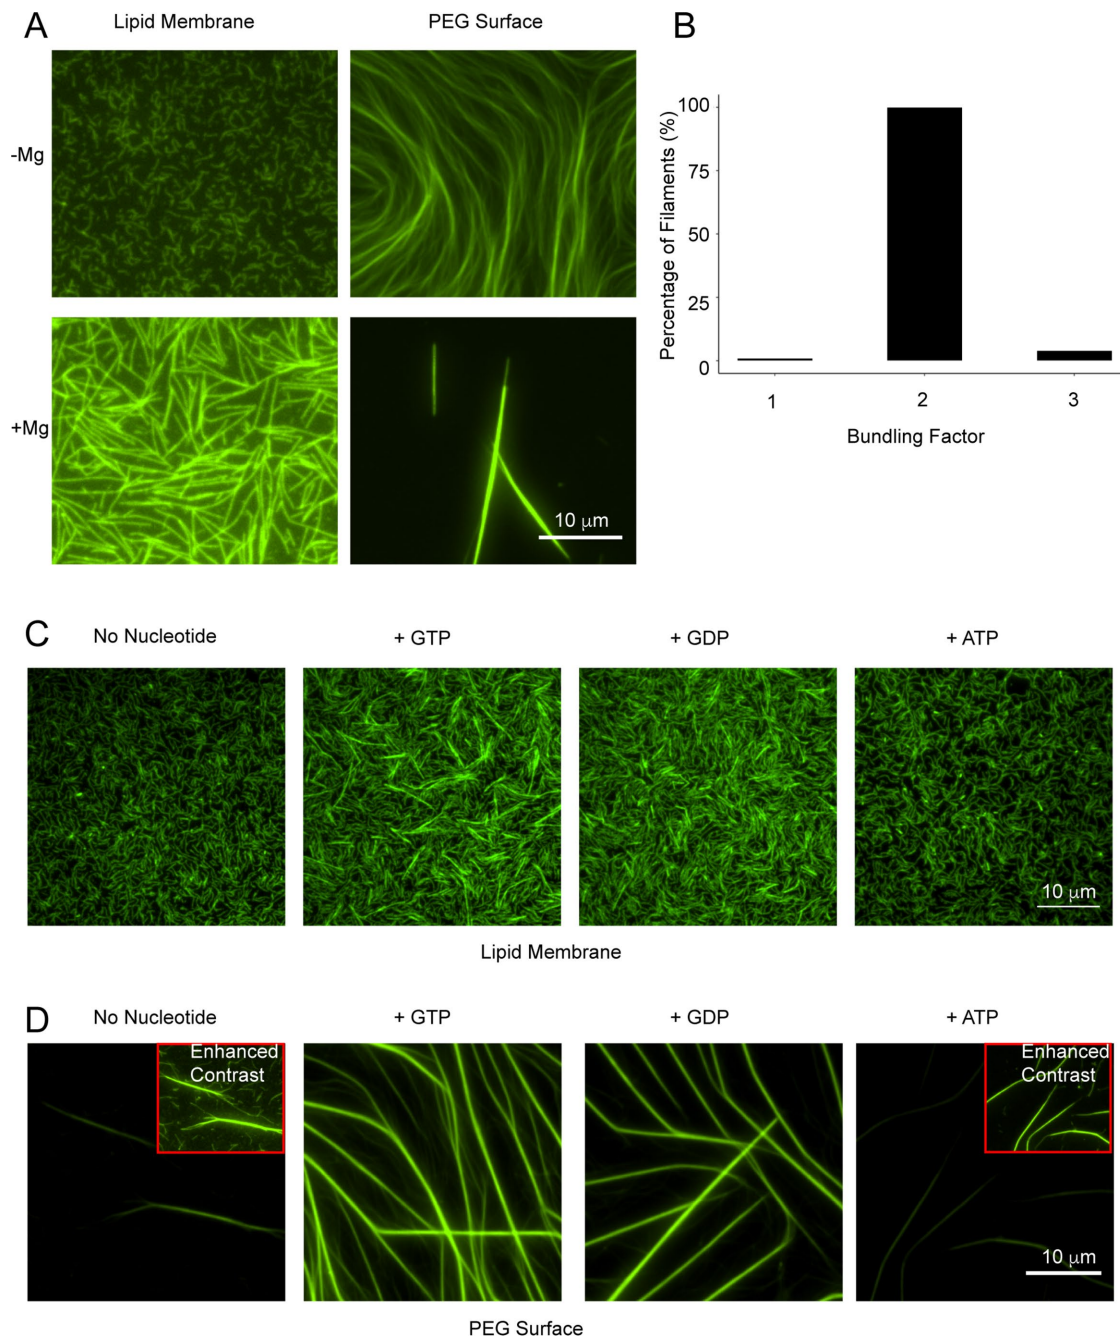 A
Lipid Membrane
PEG Surface
-Mg
+Mg
10 μm
B
Percentage of Filaments (%)
100
75
50
25
0
1
2
3
Bundling Factor
C
No Nucleotide
+ GTP
+ GDP
+ ATP
10 μm
Lipid Membrane
D
No Nucleotide
+ GTP
+ GDP
+ ATP
Enhanced
Contrast
Enhanced
Contrast
10 μm
PEG Surface